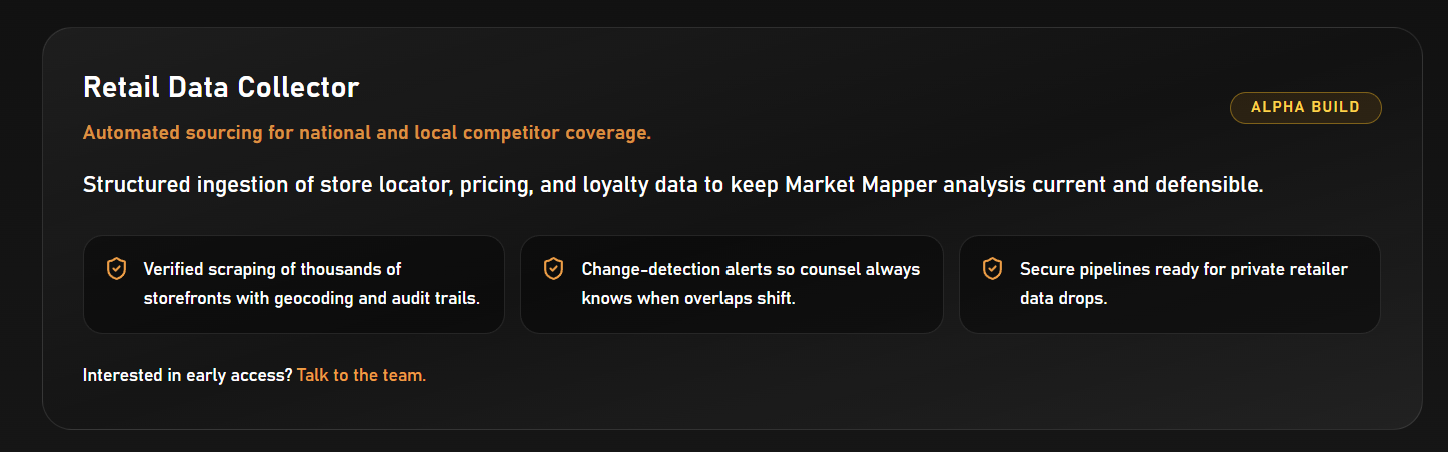 Retail Data Collector
ALPHA BUILD
Automated sourcing for national and local competitor coverage.
Structured ingestion of store locator, pricing, and loyalty data to keep Market Mapper analysis current and defensible.
Verified scraping of thousands of
storefronts with geocoding and audit trails.
Change-detection alerts so counsel always
knows when overlaps shift.
Secure pipelines ready for private retailer
data drops.
Interested in early access? Talk to the team.